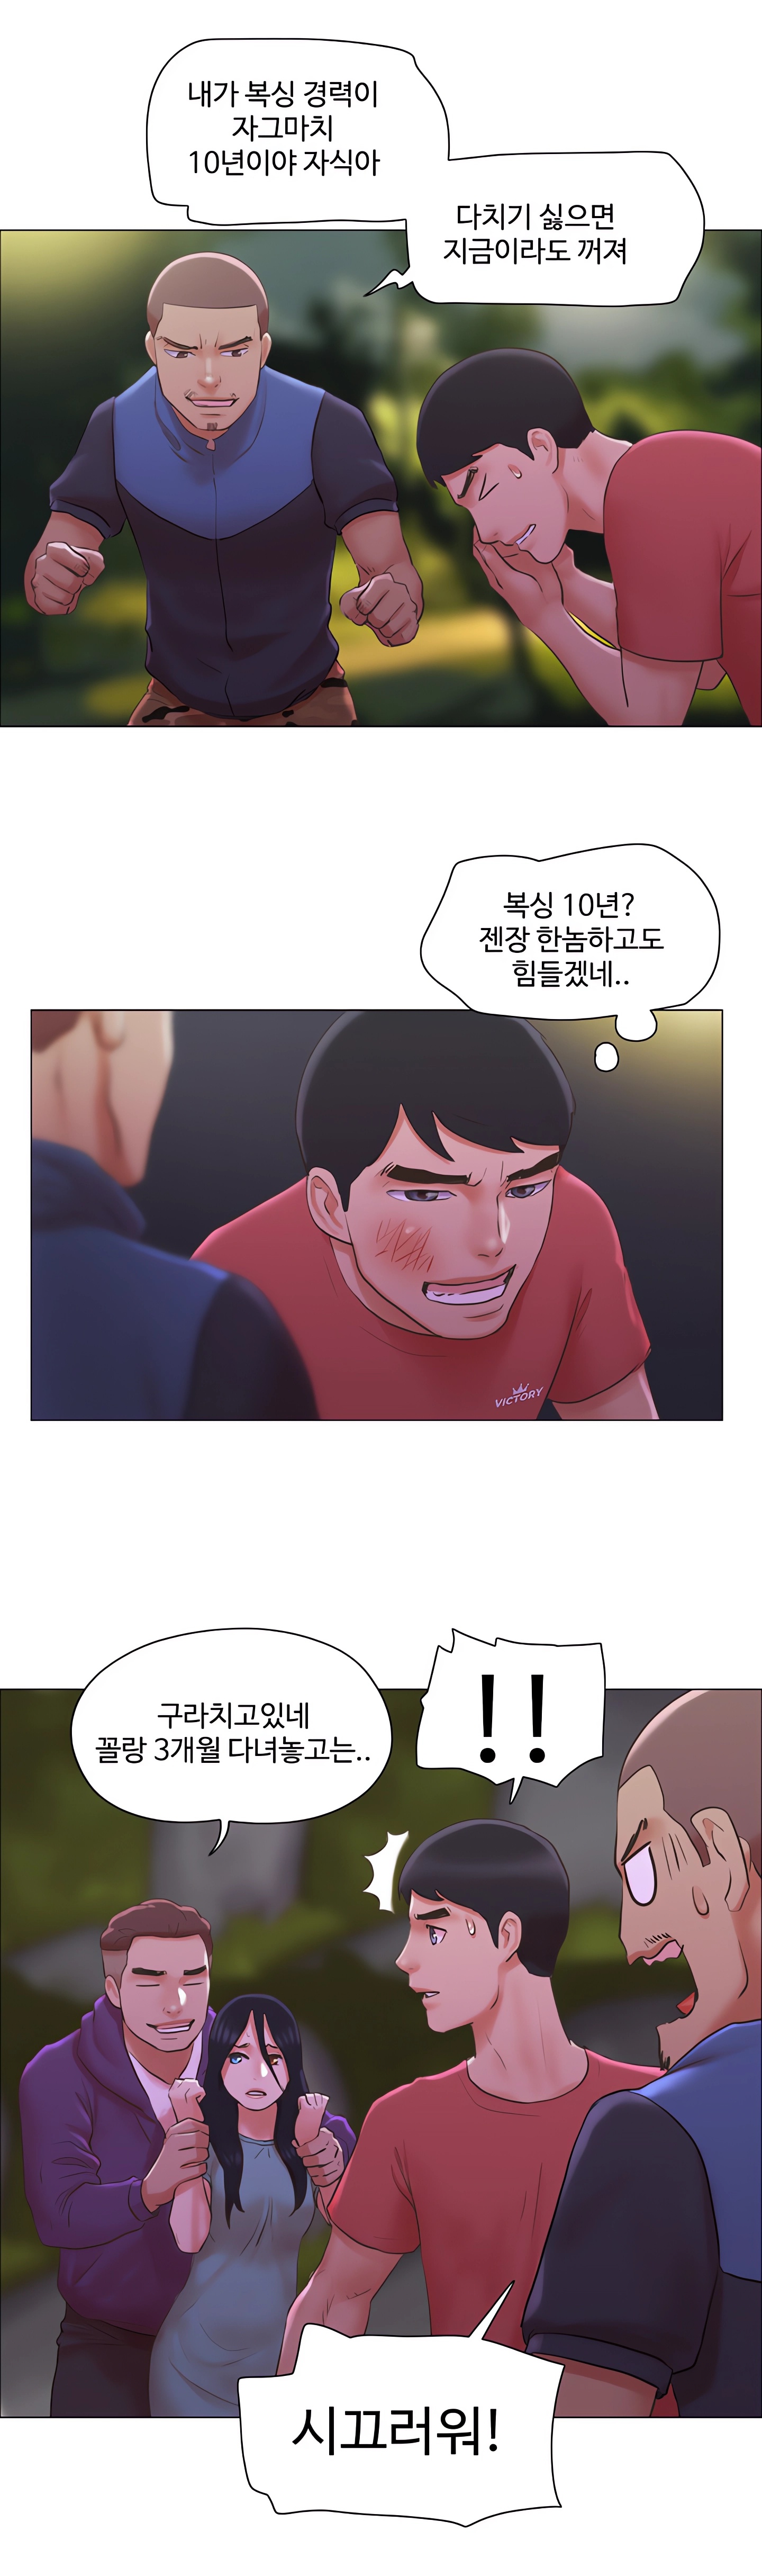 내가 복싱 경력이
자그마치
10년이야 자식아
다치기 싫으면
지금이라도 꺼져
복싱 10년?
젠장 한놈하고도
힘들겠네..
VICTORY
구라치고있네
꼴랑 3개월 다녀놓고는..
!!
시끄러워!